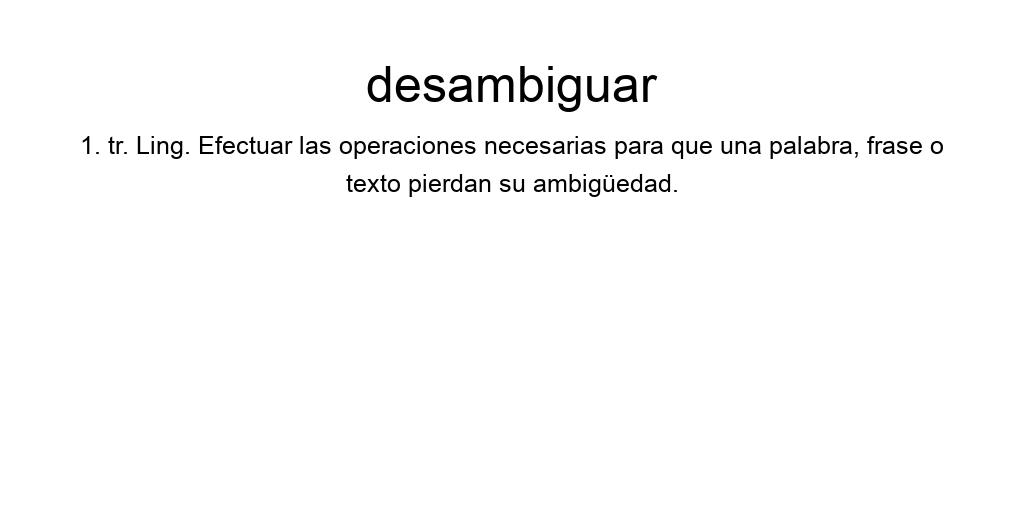 desambiguar
1. tr. Ling. Efectuar las operaciones necesarias para que una palabra, frase o
texto pierdan su ambigüedad.